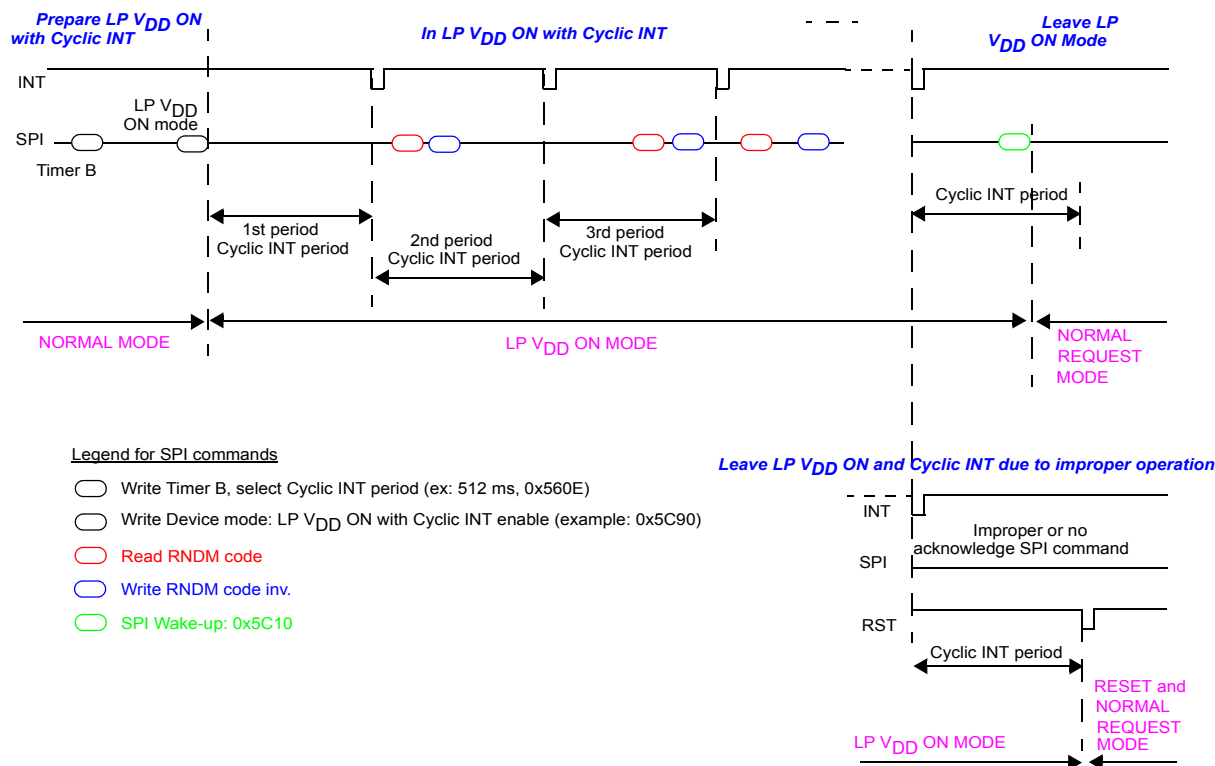 Prepare LP VDD ON
with Cyclic INT
In LP VDD ON with Cyclic INT
Leave LP
VDD ON Mode
INT
LP VDD
ON mode
SPI
Timer B
1st period
Cyclic INT period
2nd period
Cyclic INT period
3rd period
Cyclic INT period
Cyclic INT period
NORMAL MODE
LP VDD ON MODE
NORMAL
REQUEST
MODE
Legend for SPI commands
Write Timer B, select Cyclic INT period (ex: 512 ms, 0x560E)
Write Device mode: LP VDD ON with Cyclic INT enable (example: 0x5C90)
Read RNDM code
Write RNDM code inv.
SPI Wake-up: 0x5C10
Leave LP VDD ON and Cyclic INT due to improper operation
INT
Improper or no
acknowledge SPI command
SPI
RST
Cyclic INT period
RESET and
NORMAL
REQUEST
MODE
LP VDD ON MODE